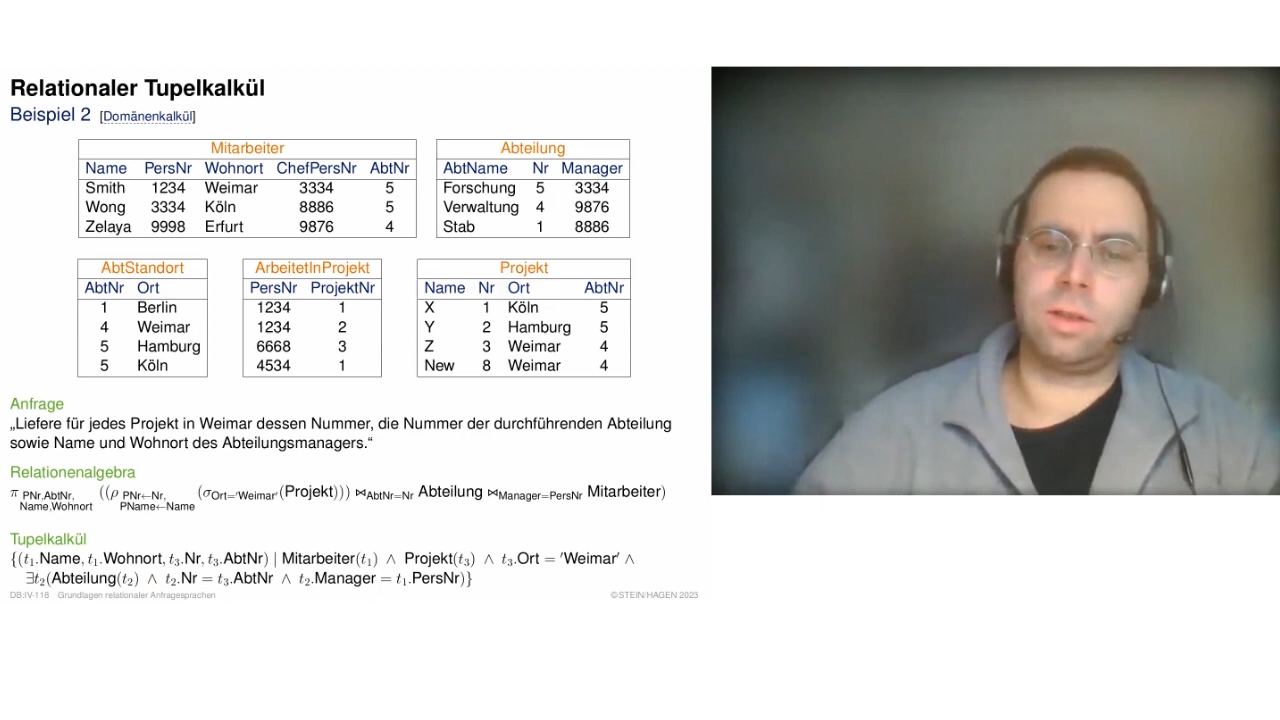 Relationaler Tupelkalkül
Beispiel 2 [Domänenkalkül]
Mitarbeiter
Name PersNr Wohnort ChefPersNr AbtNr
Smith 1234 Weimar 3334 5
Wong 3334 Köln 8886 5
Zelaya 9998 Erfurt 9876 4
Abteilung
AbtName Nr Manager
Forschung 5 3334
Verwaltung 4 9876
Stab 1 8886
AbtStandort
AbtNr Ort
1 Berlin
4 Weimar
5 Hamburg
5 Köln
ArbeitetInProjekt
PersNr ProjektNr
1234 1
1234 2
6668 3
4534 1
Projekt
Name Nr Ort AbtNr
X 1 Köln 5
Y 2 Hamburg 5
Z 3 Weimar 4
New 8 Weimar 4
Anfrage
„Liefere für jedes Projekt in Weimar dessen Nummer, die Nummer der durchführenden Abteilung
sowie Name und Wohnort des Abteilungsmanagers.“
Relationenalgebra
π PNr,AbtNr, Name,Wohnort ((ρ PNr←Nr, PName←Name (σOrt='Weimar'(Projekt))) ⋈AbtNr=Nr Abteilung ⋈Manager=PersNr Mitarbeiter)
Tupelkalkül
{(t₁.Name, t₁.Wohnort, t₃.Nr, t₃.AbtNr) | Mitarbeiter(t₁) ∧ Projekt(t₃) ∧ t₃.Ort = 'Weimar' ∧
∃t₂(Abteilung(t₂) ∧ t₂.Nr = t₃.AbtNr ∧ t₂.Manager = t₁.PersNr)}
DB:IV-118 Grundlagen relationaler Anfragesprachen ©STEIN/HAGEN 2023